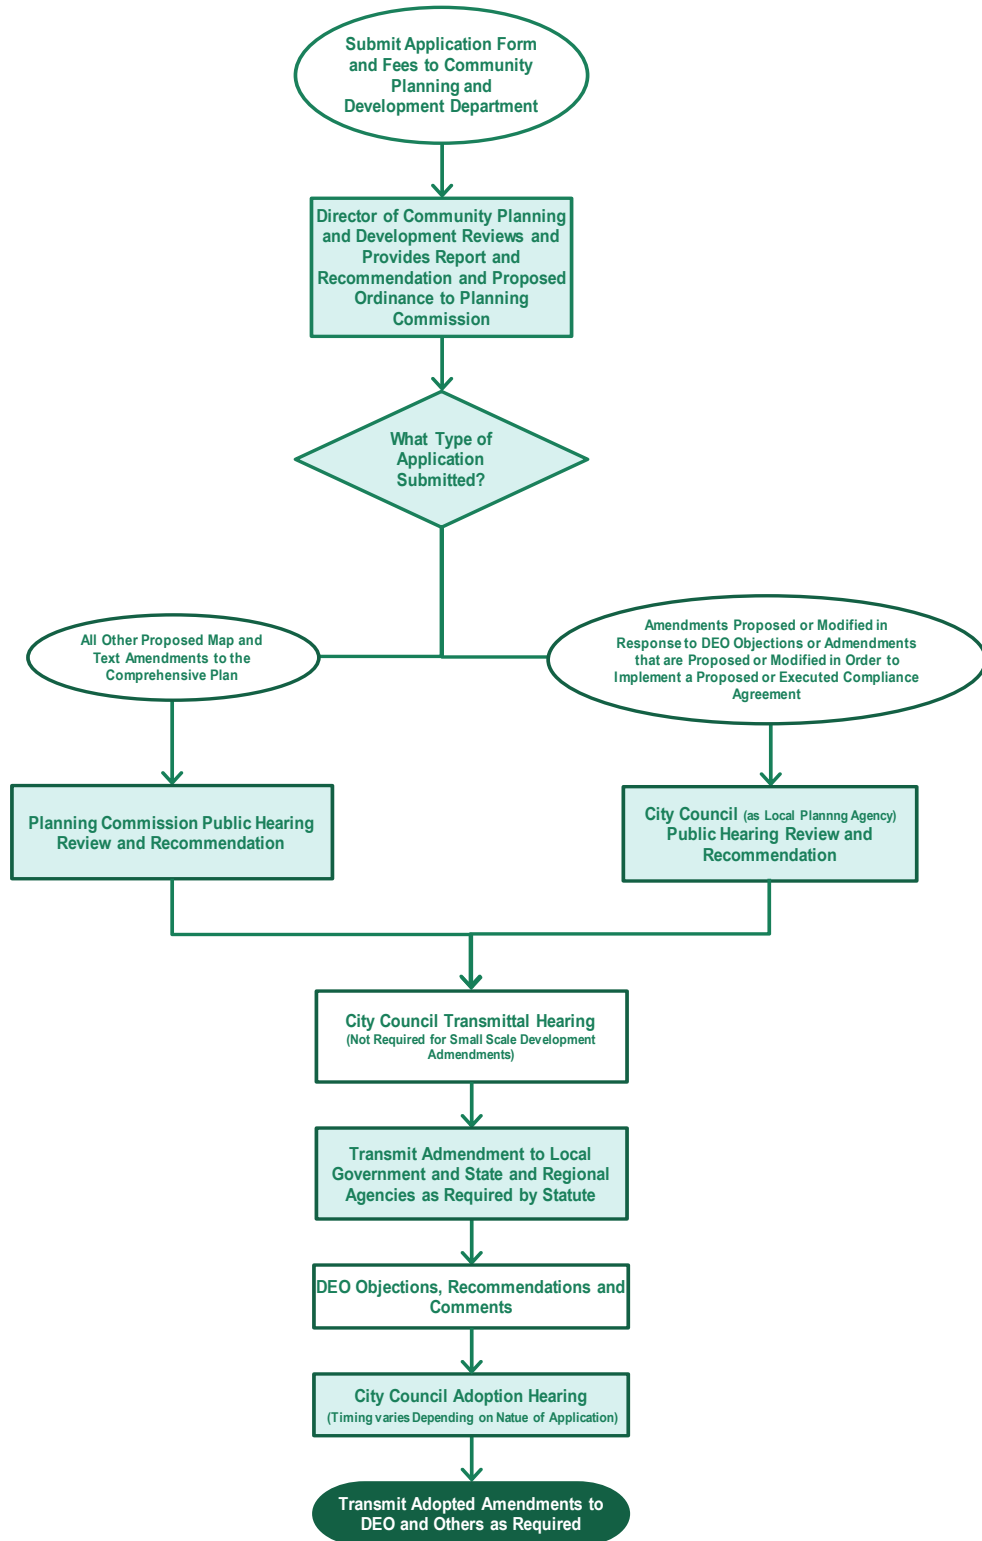 Submit Application Form
and Fees to Community
Planning and
Development Department
Director of Community Planning
and Development Reviews and
Provides Report and
Recommendation and Proposed
Ordinance to Planning
Commission
What Type of
Application
Submitted?
All Other Proposed Map and
Text Amendments to the
Comprehensive Plan
Amendments Proposed or Modified in
Response to DEO Objections or Admendments
that are Proposed or Modified in Order to
Implement a Proposed or Executed Compliance
Agreement
Planning Commission Public Hearing
Review and Recommendation
City Council (as Local Plannng Agency)
Public Hearing Review and
Recommendation
City Council Transmittal Hearing
(Not Required for Small Scale Development
Admendments)
Transmit Admendment to Local
Government and State and Regional
Agencies as Required by Statute
DEO Objections, Recommendations and
Comments
City Council Adoption Hearing
(Timing varies Depending on Natue of Application)
Transmit Adopted Amendments to
DEO and Others as Required